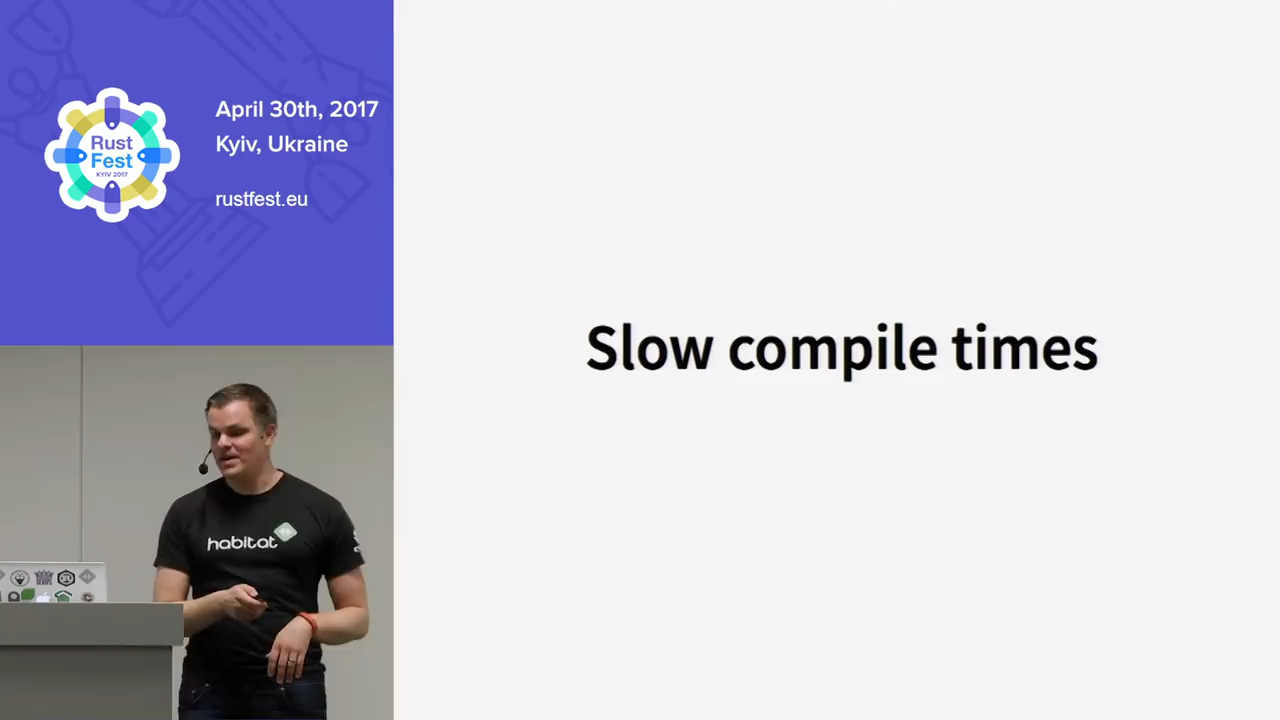 April 30th, 2017
Kyiv, Ukraine
rustfest.eu
Rust
Fest
KYIV 2017
Slow compile times
habitat